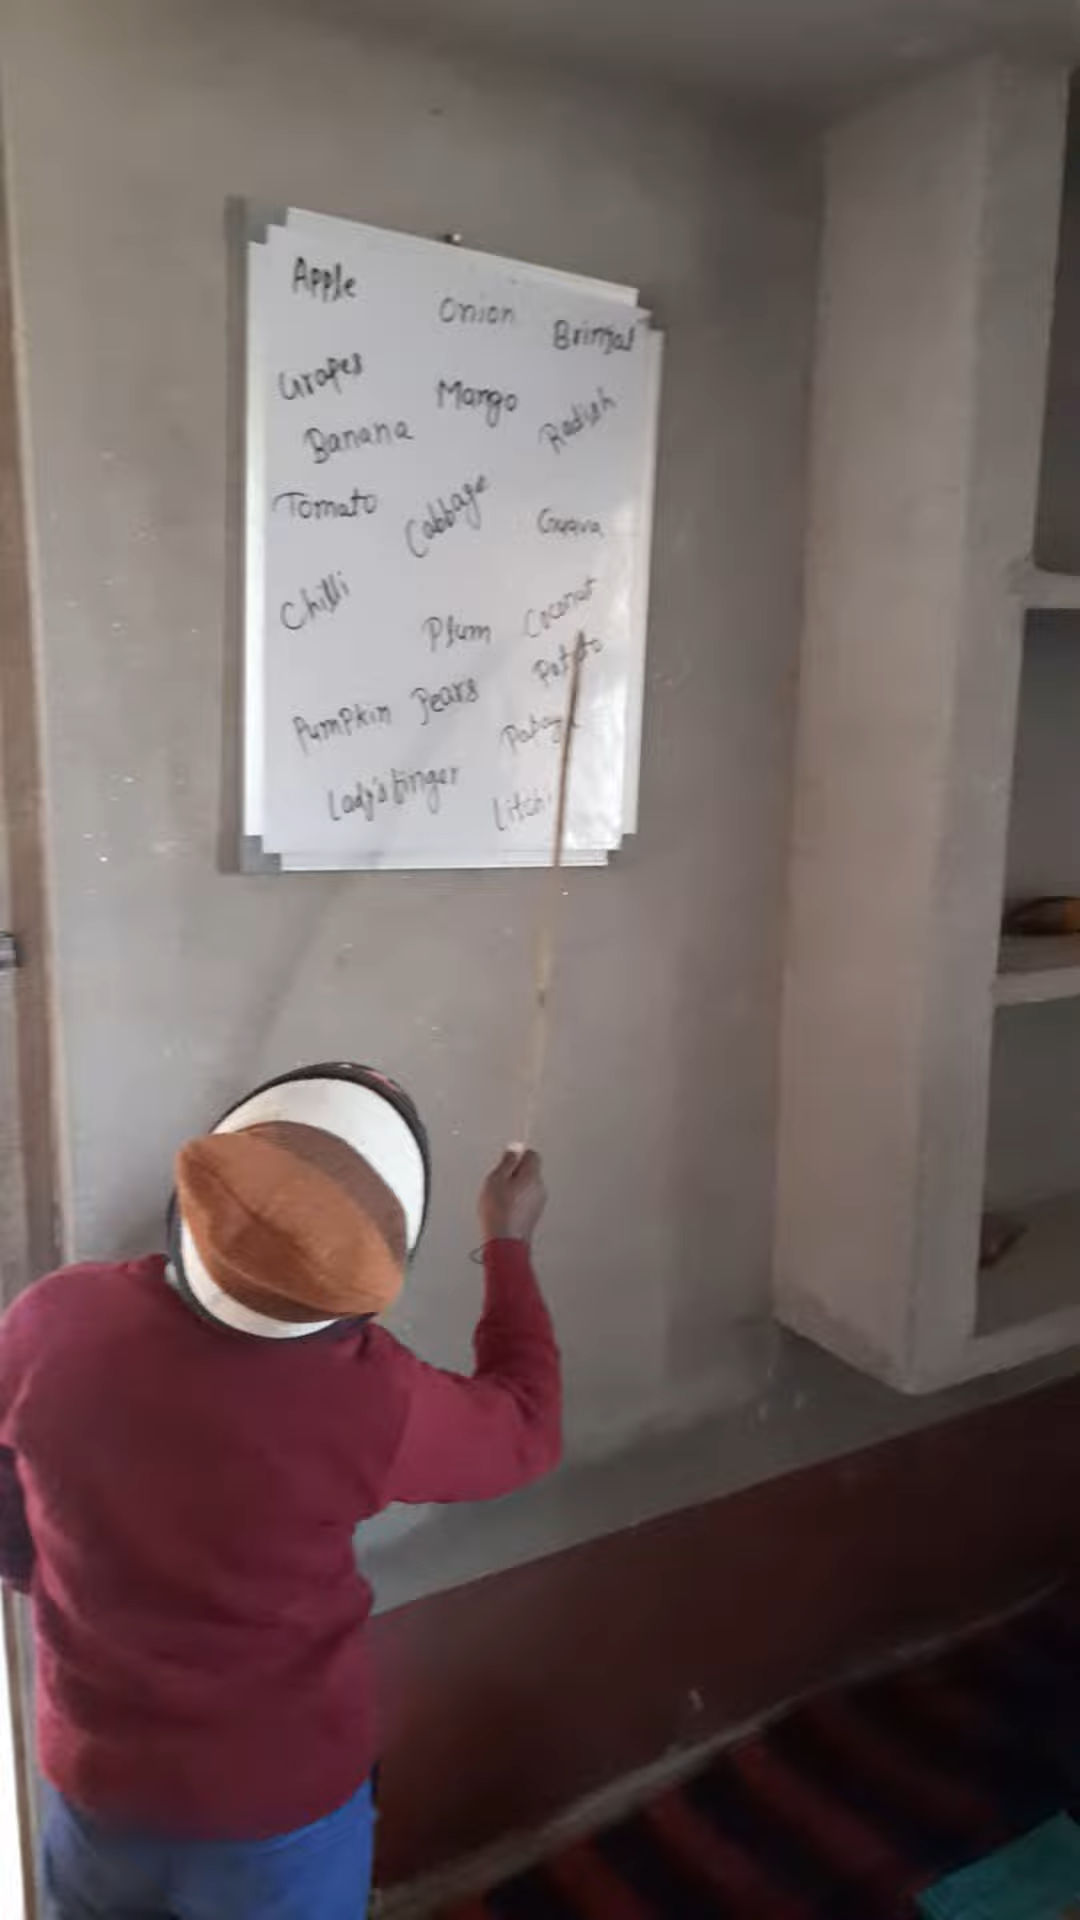 Apple Onion Brinjal
Grapes Mango Radish
Banana
Tomato Cabbage Guava
Chilli Plum Coconut
Potato
Pumpkin Pears
Lady's finger Litchi